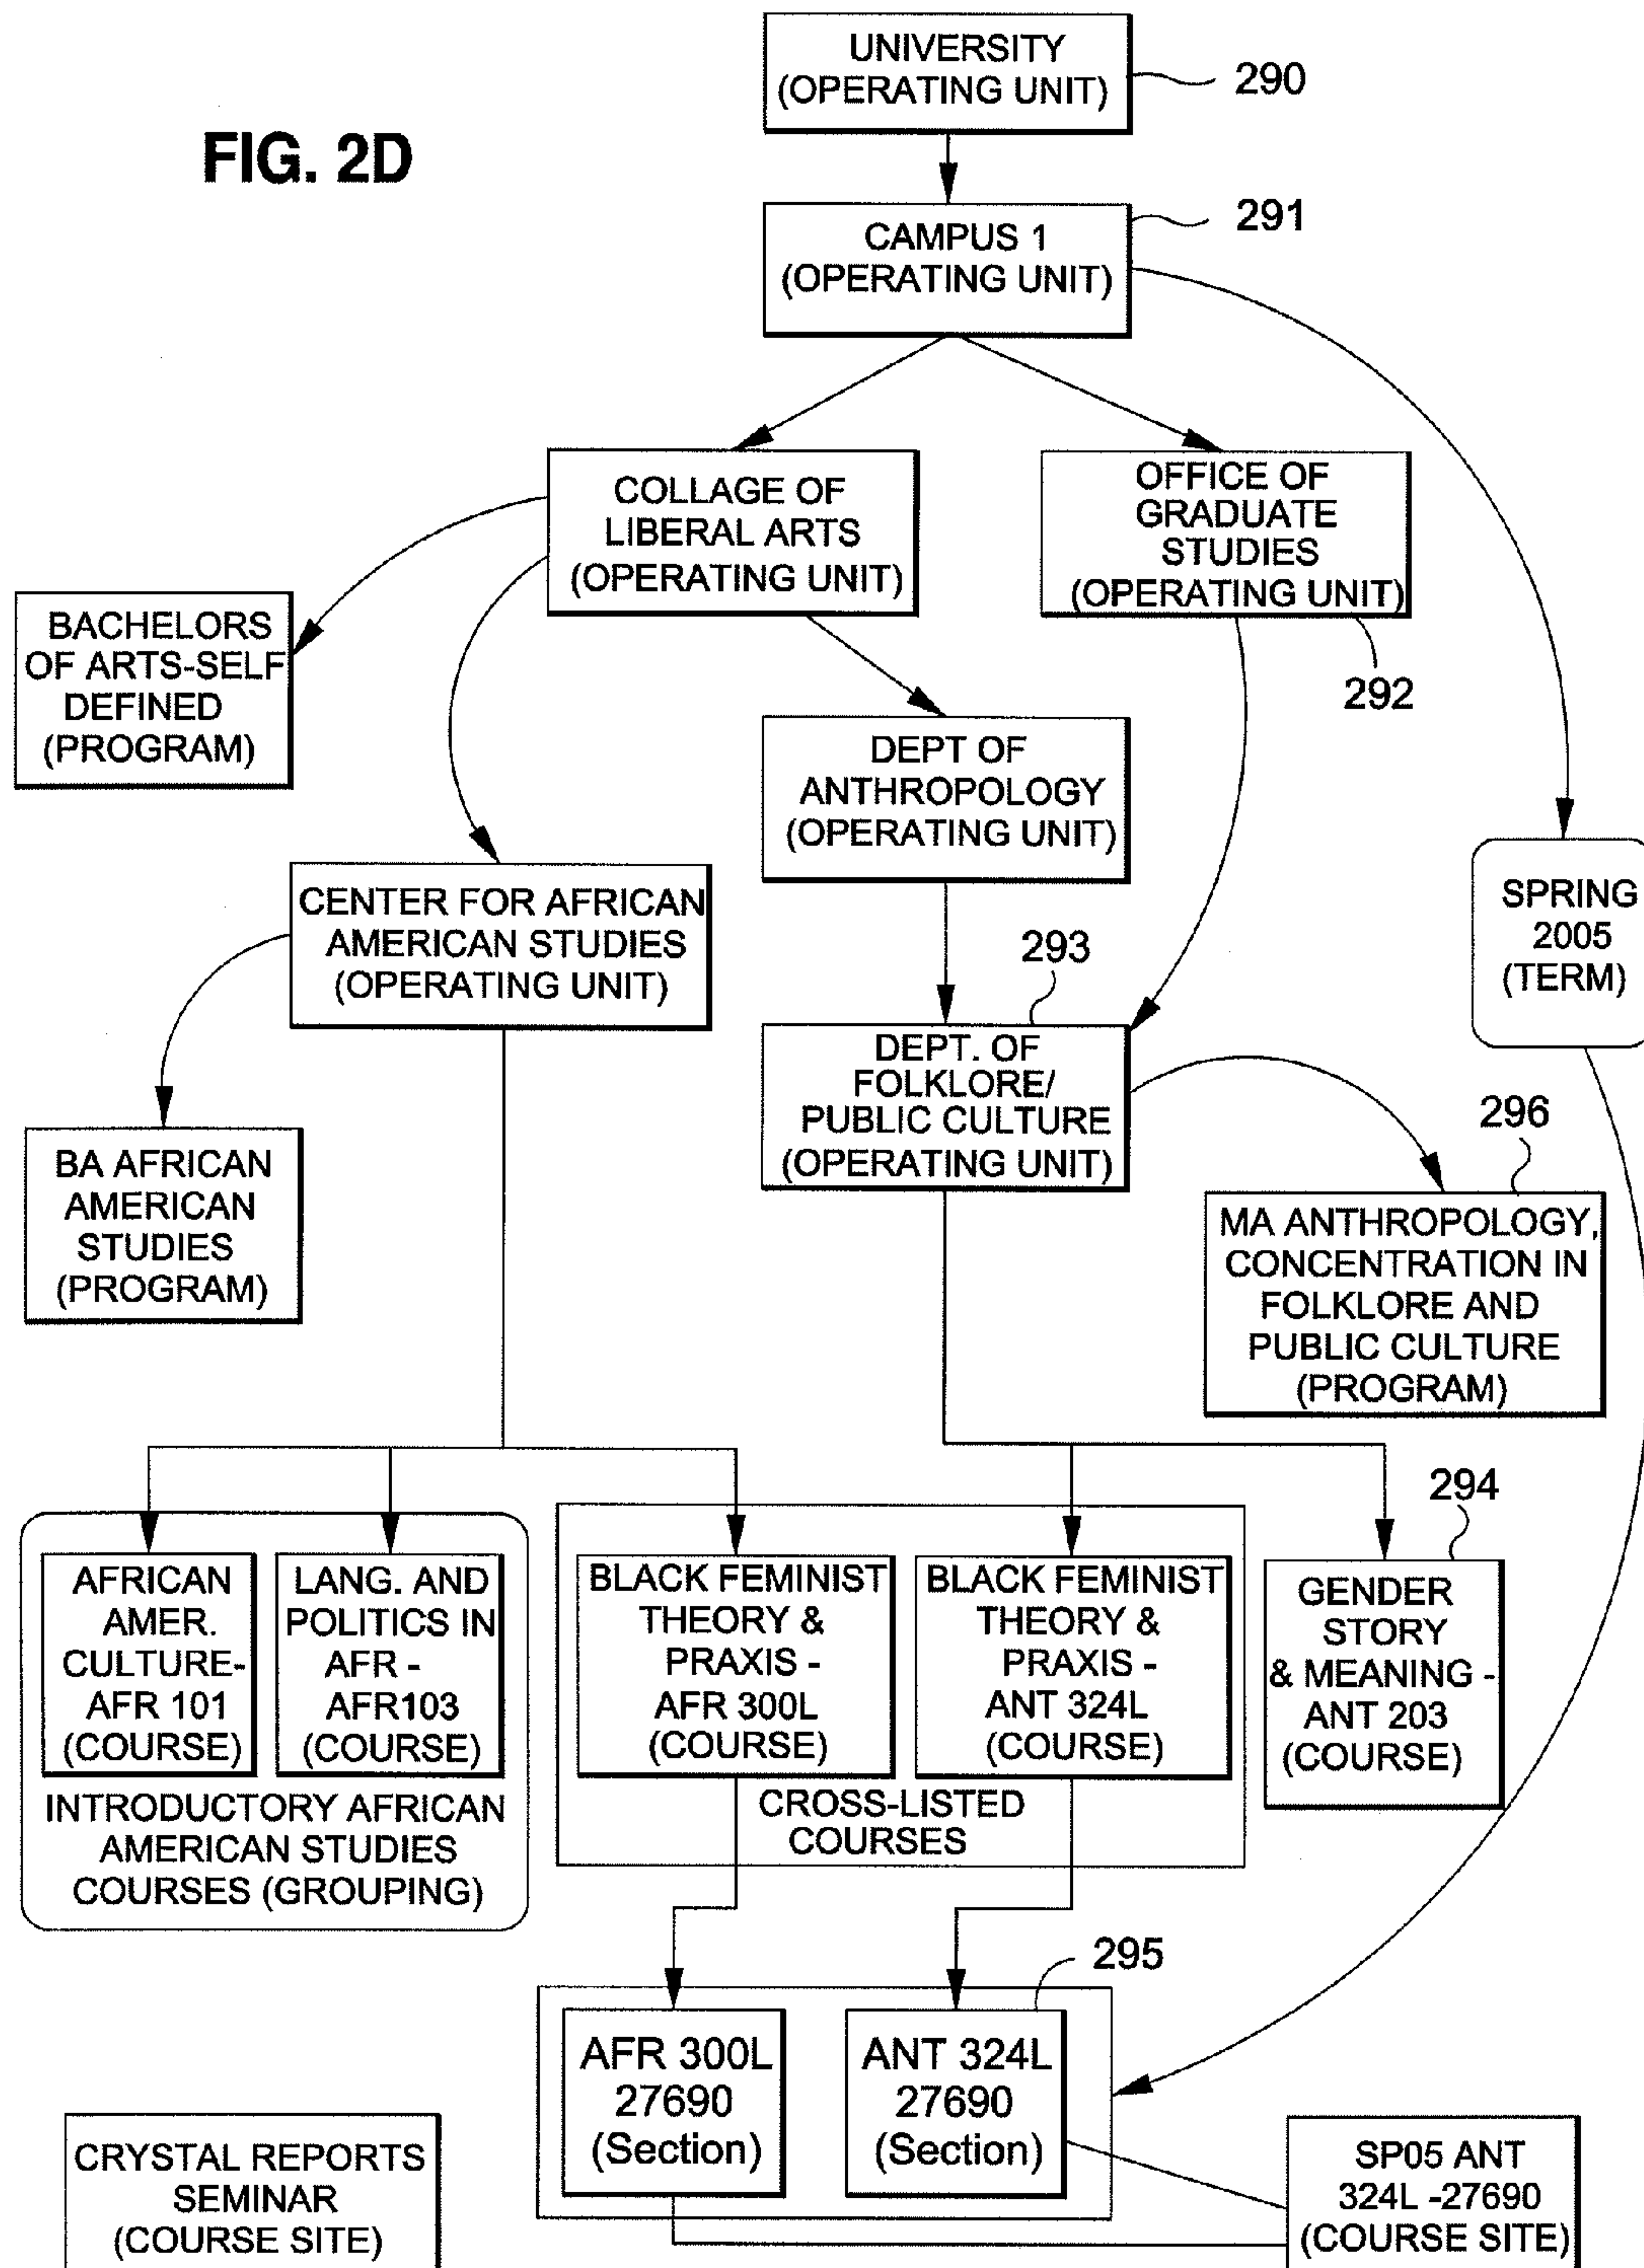 UNIVERSITY
(OPERATING UNIT)
290
FIG. 2D
CAMPUS 1
(OPERATING UNIT)
291
COLLAGE OF
LIBERAL ARTS
(OPERATING UNIT)
OFFICE OF
GRADUATE
STUDIES
(OPERATING UNIT)
292
BACHELORS
OF ARTS-SELF
DEFINED
(PROGRAM)
DEPT OF
ANTHROPOLOGY
(OPERATING UNIT)
CENTER FOR AFRICAN
AMERICAN STUDIES
(OPERATING UNIT)
SPRING
2005
(TERM)
293
DEPT. OF
FOLKLORE/
PUBLIC CULTURE
(OPERATING UNIT)
BA AFRICAN
AMERICAN
STUDIES
(PROGRAM)
296
MA ANTHROPOLOGY,
CONCENTRATION IN
FOLKLORE AND
PUBLIC CULTURE
(PROGRAM)
AFRICAN
AMER.
CULTURE-
AFR 101
(COURSE)
LANG. AND
POLITICS IN
AFR -
AFR103
(COURSE)
INTRODUCTORY AFRICAN
AMERICAN STUDIES
COURSES (GROUPING)
BLACK FEMINIST
THEORY &
PRAXIS -
AFR 300L
(COURSE)
BLACK FEMINIST
THEORY &
PRAXIS -
ANT 324L
(COURSE)
CROSS-LISTED
COURSES
294
GENDER
STORY
& MEANING -
ANT 203
(COURSE)
295
AFR 300L
27690
(Section)
ANT 324L
27690
(Section)
CRYSTAL REPORTS
SEMINAR
(COURSE SITE)
SP05 ANT
324L -27690
(COURSE SITE)